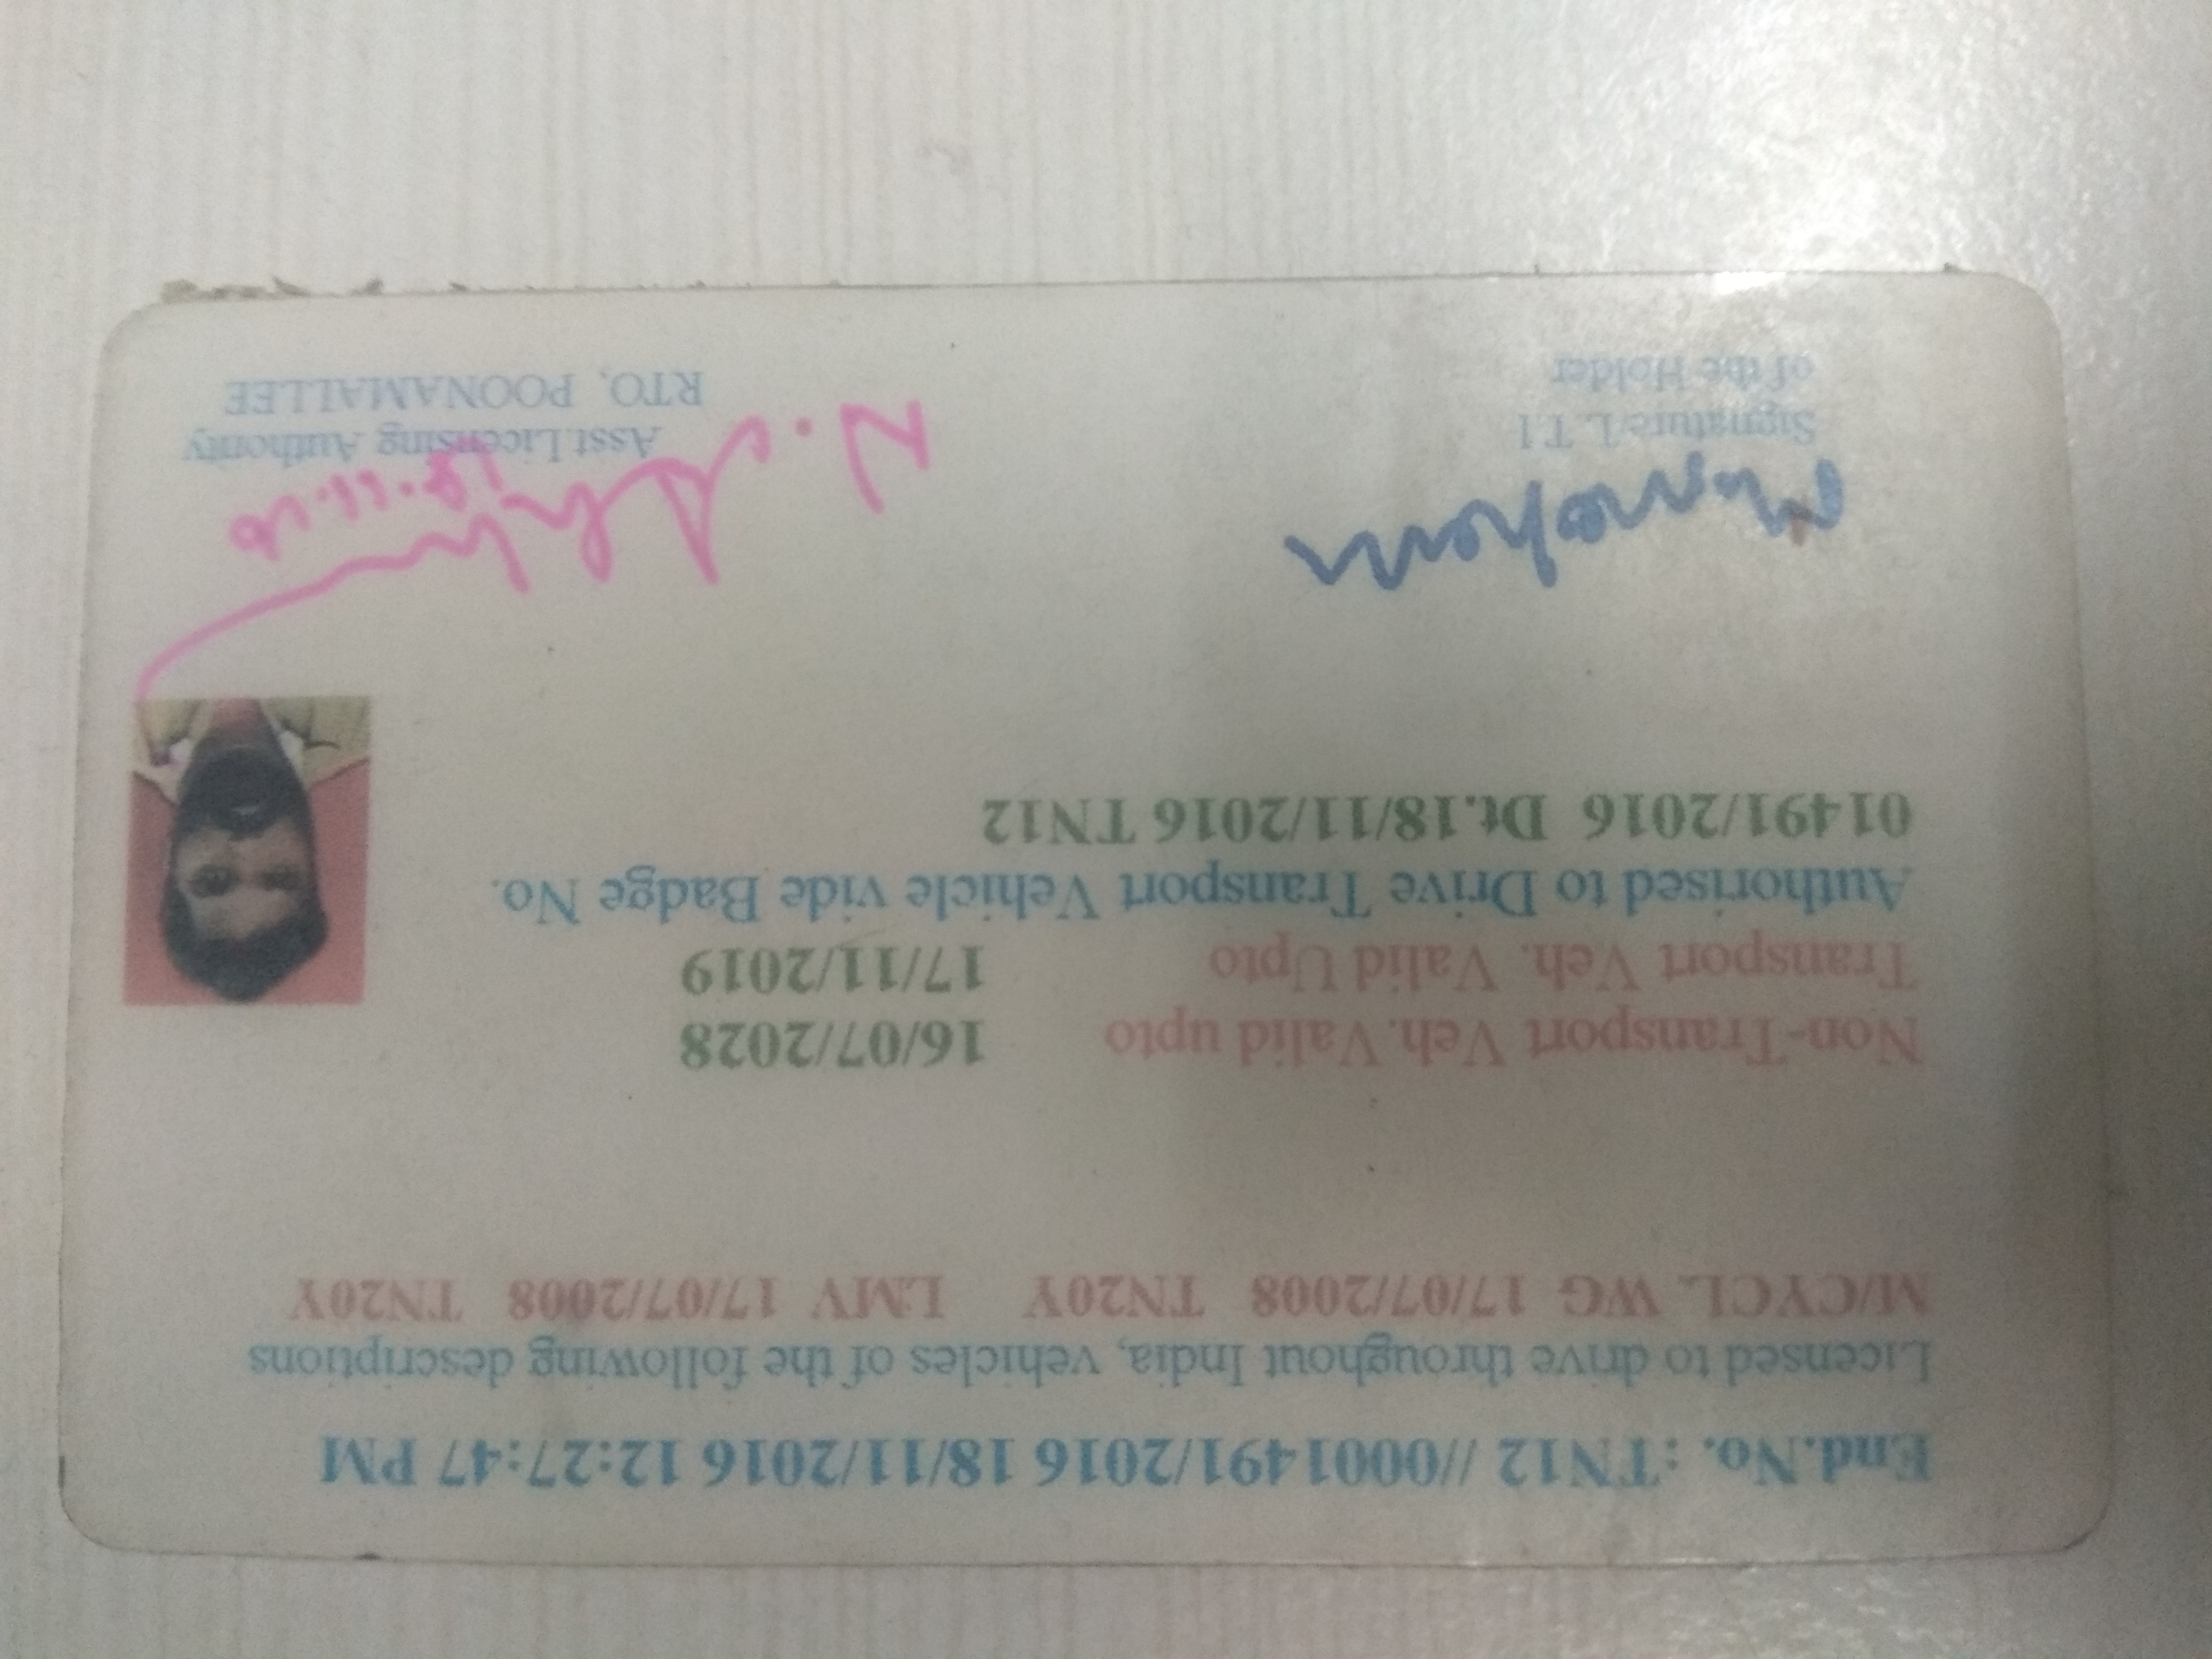 End.No. :TN12 //0001491/2016 18/11/2016 12:27:47 PM
Licensed to drive throughout India, vehicles of the following descriptions
M/CYCL. WG 17/07/2008 TN20Y LMV 17/07/2008 TN20Y
Non-Transport Veh.Valid upto 16/07/2028
Transport Veh. Valid Upto 17/11/2019
Authorised to Drive Transport Vehicle vide Badge No.
01491/2016 Dt.18/11/2016 TN12
18.11.16
Signature/L.T.I
of the Holder
Asst.Licensing Authority
RTO, POONAMALLEE